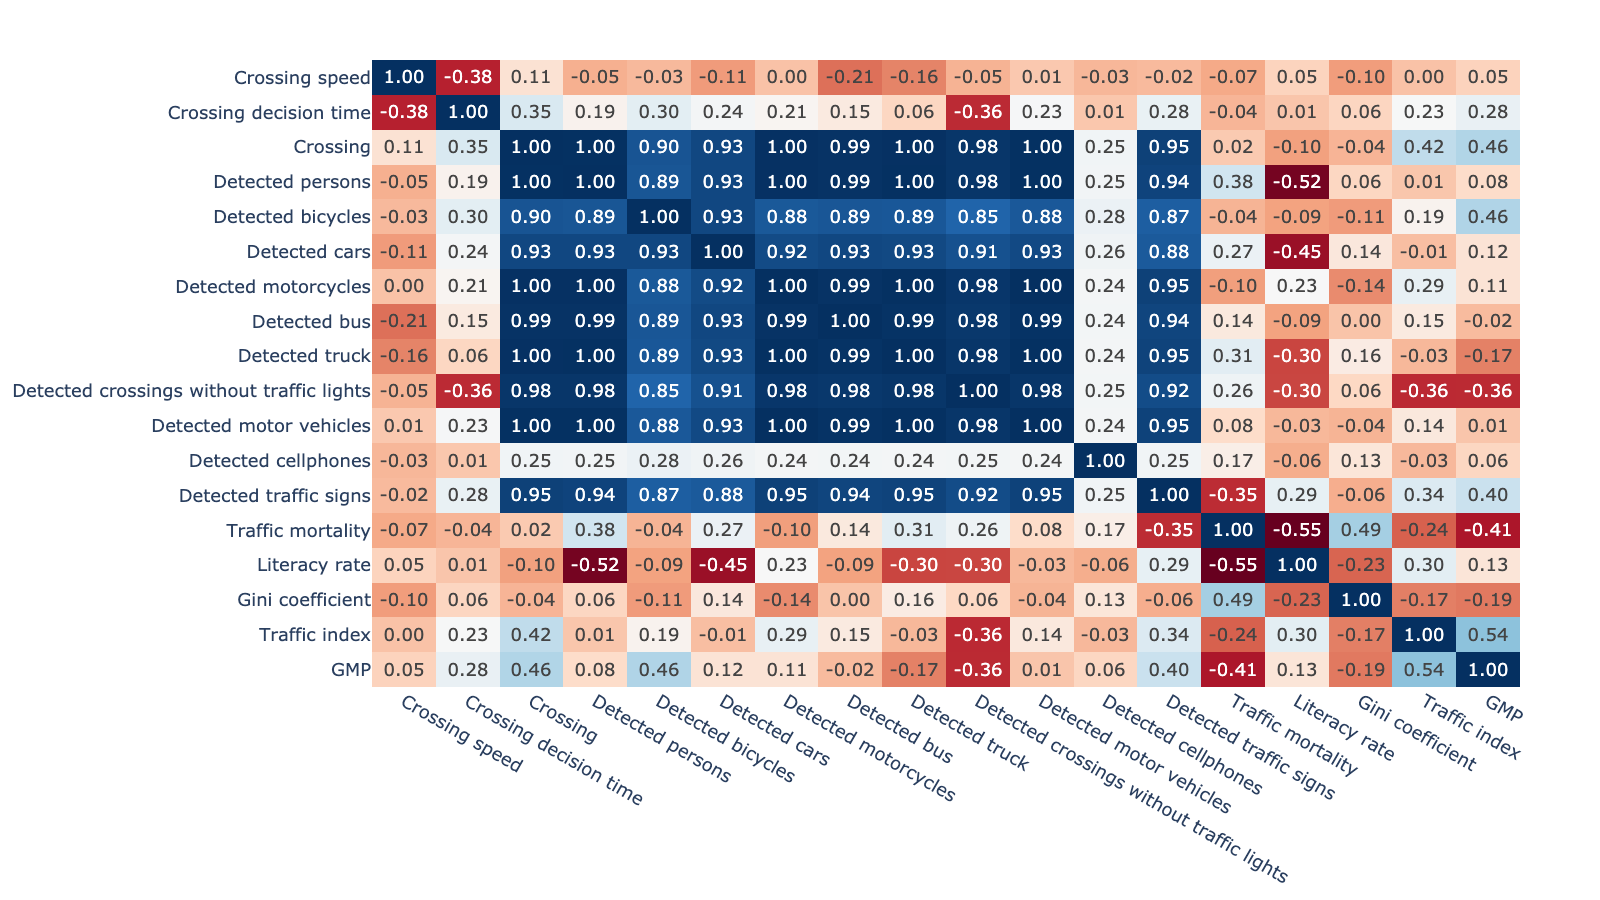 Crossing speed 1.00 -0.38 0.11 -0.05 -0.03 -0.11 0.00 -0.21 -0.16 -0.05 0.01 -0.03 -0.02 -0.07 0.05 -0.10 0.00 0.05
Crossing decision time -0.38 1.00 0.35 0.19 0.30 0.24 0.21 0.15 0.06 -0.36 0.23 0.01 0.28 -0.04 0.01 0.06 0.23 0.28
Crossing 0.11 0.35 1.00 1.00 0.90 0.93 1.00 0.99 1.00 0.98 1.00 0.25 0.95 0.02 -0.10 -0.04 0.42 0.46
Detected persons -0.05 0.19 1.00 1.00 0.89 0.93 1.00 0.99 1.00 0.98 1.00 0.25 0.94 0.38 -0.52 0.06 0.01 0.08
Detected bicycles -0.03 0.30 0.90 0.89 1.00 0.93 0.88 0.89 0.89 0.85 0.88 0.28 0.87 -0.04 -0.09 -0.11 0.19 0.46
Detected cars -0.11 0.24 0.93 0.93 0.93 1.00 0.92 0.93 0.93 0.91 0.93 0.26 0.88 0.27 -0.45 0.14 -0.01 0.12
Detected motorcycles 0.00 0.21 1.00 1.00 0.88 0.92 1.00 0.99 1.00 0.98 1.00 0.24 0.95 -0.10 0.23 -0.14 0.29 0.11
Detected bus -0.21 0.15 0.99 0.99 0.89 0.93 0.99 1.00 0.99 0.98 0.99 0.24 0.94 0.14 -0.09 0.00 0.15 -0.02
Detected truck -0.16 0.06 1.00 1.00 0.89 0.93 1.00 0.99 1.00 0.98 1.00 0.24 0.95 0.31 -0.30 0.16 -0.03 -0.17
Detected crossings without traffic lights -0.05 -0.36 0.98 0.98 0.85 0.91 0.98 0.98 0.98 1.00 0.98 0.25 0.92 0.26 -0.30 0.06 -0.36 -0.36
Detected motor vehicles 0.01 0.23 1.00 1.00 0.88 0.93 1.00 0.99 1.00 0.98 1.00 0.24 0.95 0.08 -0.03 -0.04 0.14 0.01
Detected cellphones -0.03 0.01 0.25 0.25 0.28 0.26 0.24 0.24 0.24 0.25 0.24 1.00 0.25 0.17 -0.06 0.13 -0.03 0.06
Detected traffic signs -0.02 0.28 0.95 0.94 0.87 0.88 0.95 0.94 0.95 0.92 0.95 0.25 1.00 -0.35 0.29 -0.06 0.34 0.40
Traffic mortality -0.07 -0.04 0.02 0.38 -0.04 0.27 -0.10 0.14 0.31 0.26 0.08 0.17 -0.35 1.00 -0.55 0.49 -0.24 -0.41
Literacy rate 0.05 0.01 -0.10 -0.52 -0.09 -0.45 0.23 -0.09 -0.30 -0.30 -0.03 -0.06 0.29 -0.55 1.00 -0.23 0.30 0.13
Gini coefficient -0.10 0.06 -0.04 0.06 -0.11 0.14 -0.14 0.00 0.16 0.06 -0.04 0.13 -0.06 0.49 -0.23 1.00 -0.17 -0.19
Traffic index 0.00 0.23 0.42 0.01 0.19 -0.01 0.29 0.15 -0.03 -0.36 0.14 -0.03 0.34 -0.24 0.30 -0.17 1.00 0.54
GMP 0.05 0.28 0.46 0.08 0.46 0.12 0.11 -0.02 -0.17 -0.36 0.01 0.06 0.40 -0.41 0.13 -0.19 0.54 1.00
Crossing speed
Crossing decision time
Crossing
Detected persons
Detected bicycles
Detected cars
Detected motorcycles
Detected bus
Detected truck
Detected crossings without traffic lights
Detected motor vehicles
Detected cellphones
Detected traffic signs
Traffic mortality
Literacy rate
Gini coefficient
Traffic index
GMP